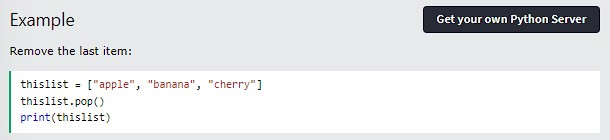 Example
Get your own Python Server
Remove the last item:
thislist = ["apple", "banana", "cherry"]
thislist.pop()
print(thislist)